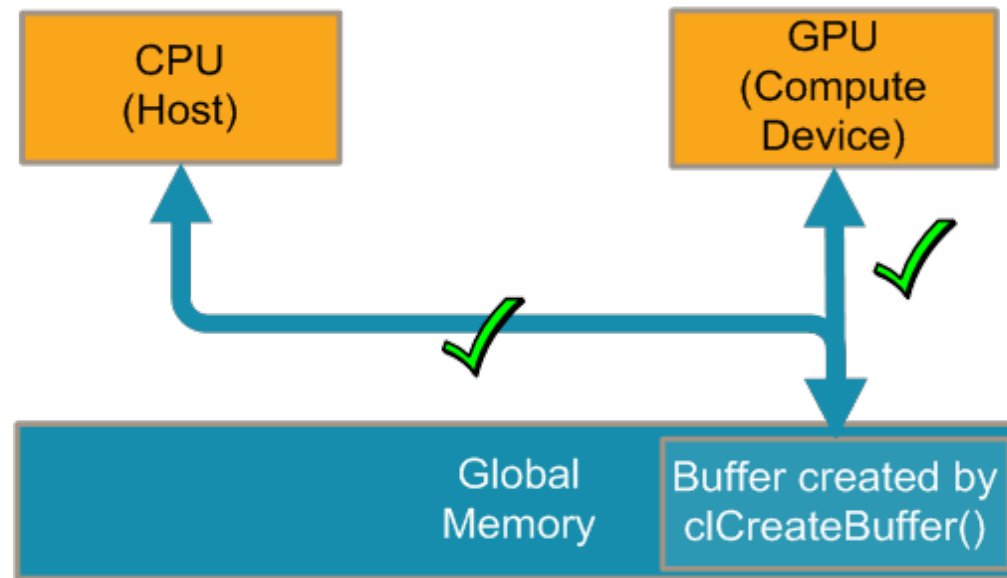 CPU
(Host)
GPU
(Compute
Device)
Global
Memory
Buffer created by
clCreateBuffer()